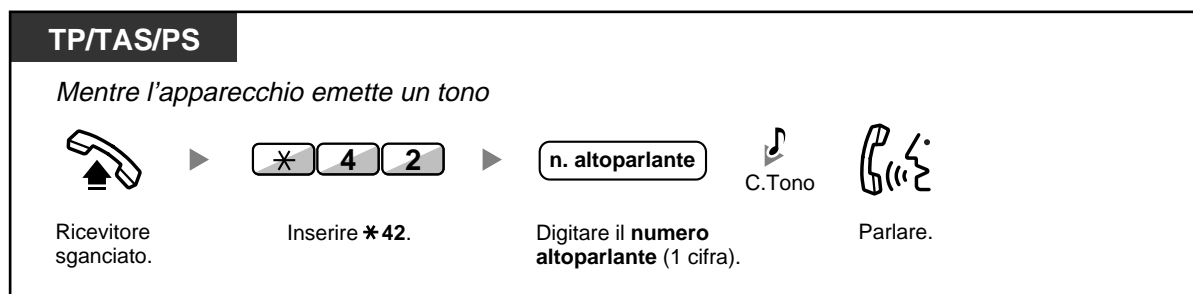 TP/TAS/PS
Mentre l’apparecchio emette un tono
* 4 2
n. altoparlante
C.Tono
Ricevitore sganciato.
Inserire *42.
Digitare il numero altoparlante (1 cifra).
Parlare.